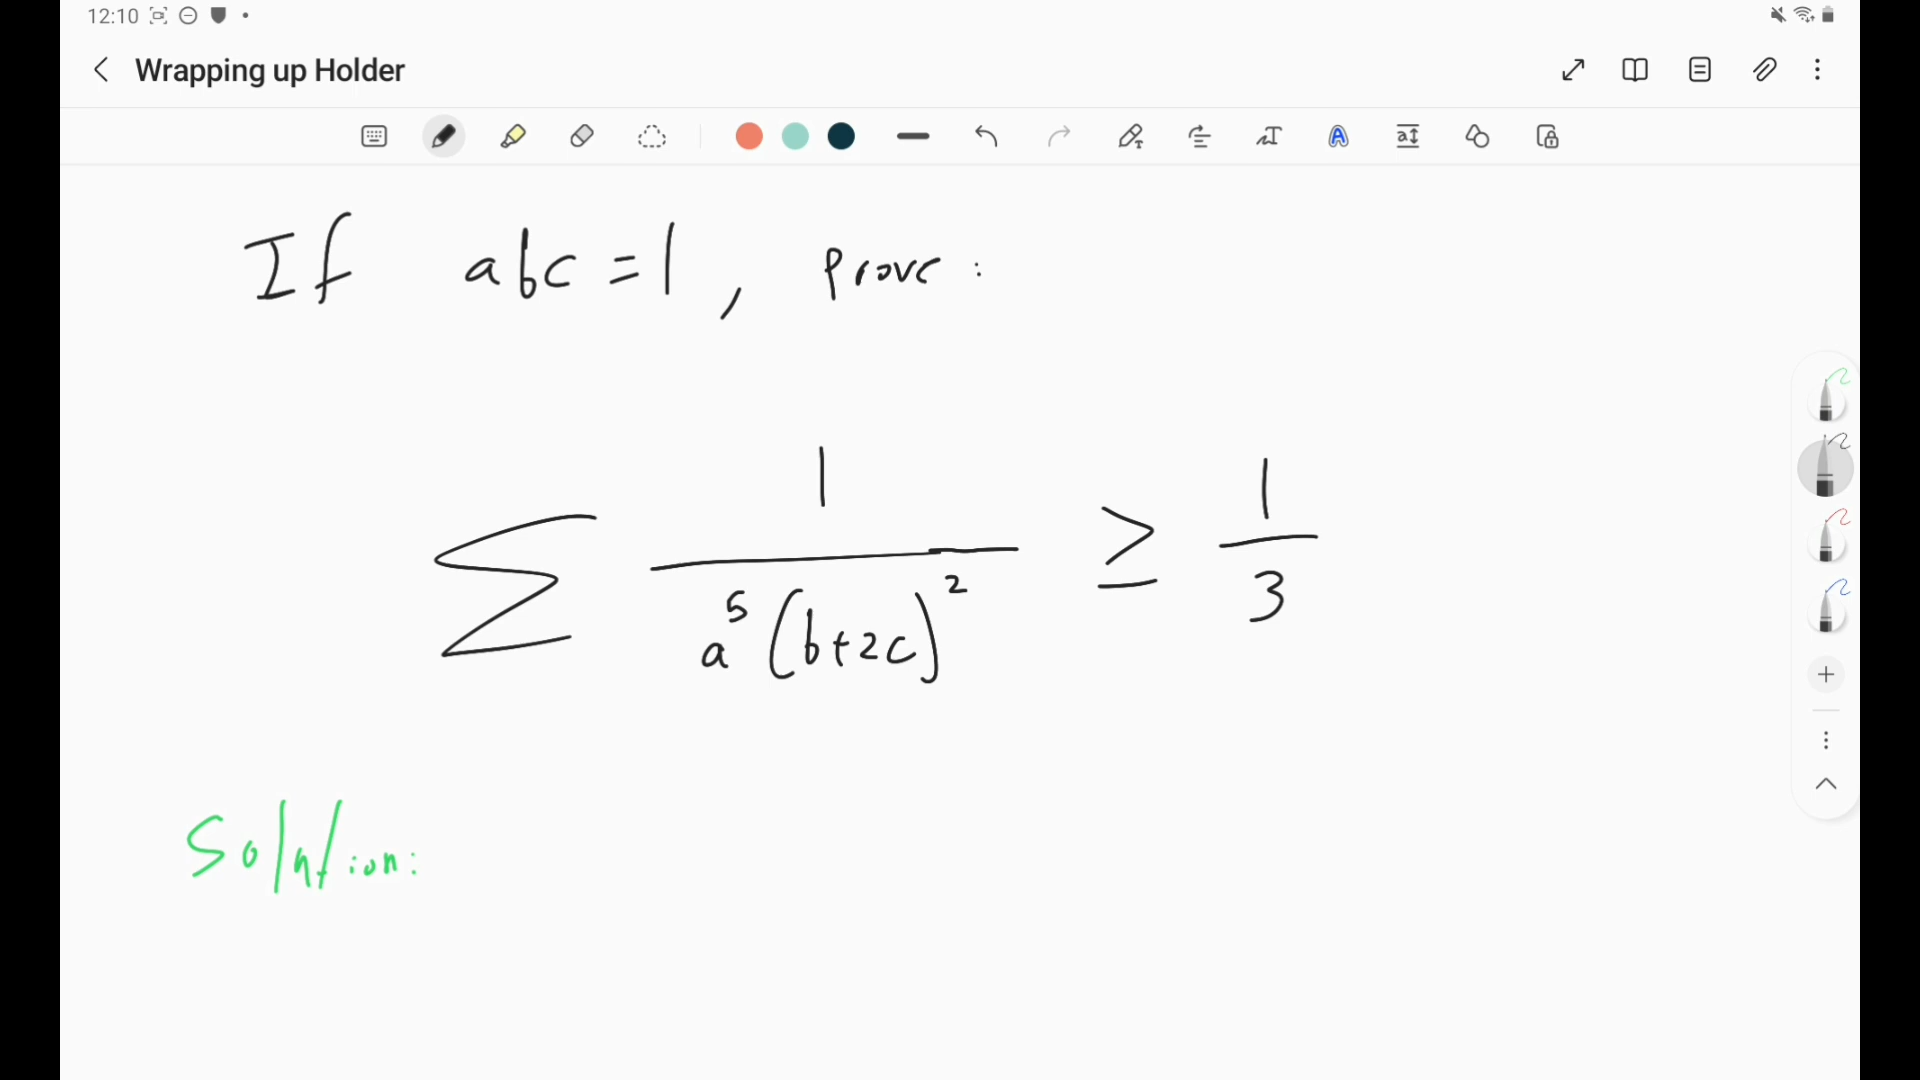 12:10
Wrapping up Holder
If abc = 1, prove:
∑ 1/(a^5(b+2c)^2) ≥ 1/3
Solution: